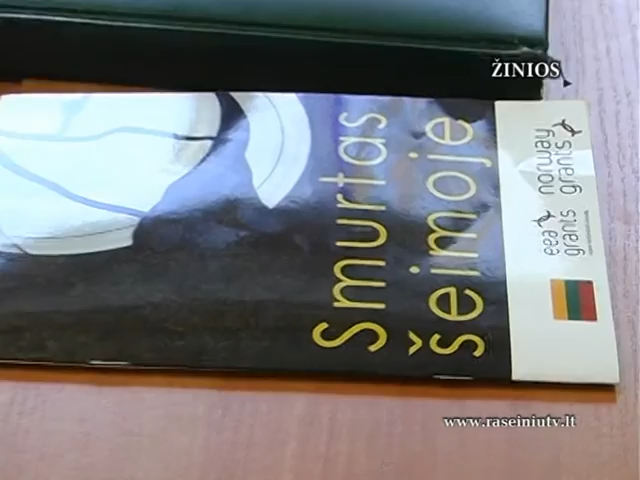 ŽINIOS
Smurtas
šeimoje
eea
grants
norway
grants
www.raseiniutv.lt